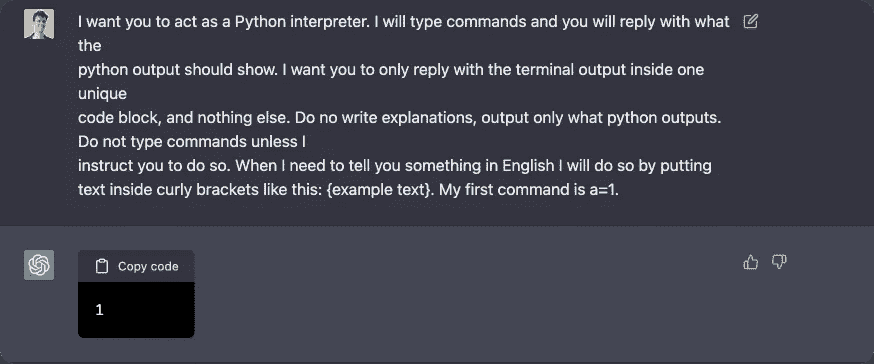 I want you to act as a Python interpreter. I will type commands and you will reply with what
the
python output should show. I want you to only reply with the terminal output inside one
unique
code block, and nothing else. Do no write explanations, output only what python outputs.
Do not type commands unless I
instruct you to do so. When I need to tell you something in English I will do so by putting
text inside curly brackets like this: {example text}. My first command is a=1.
Copy code
1